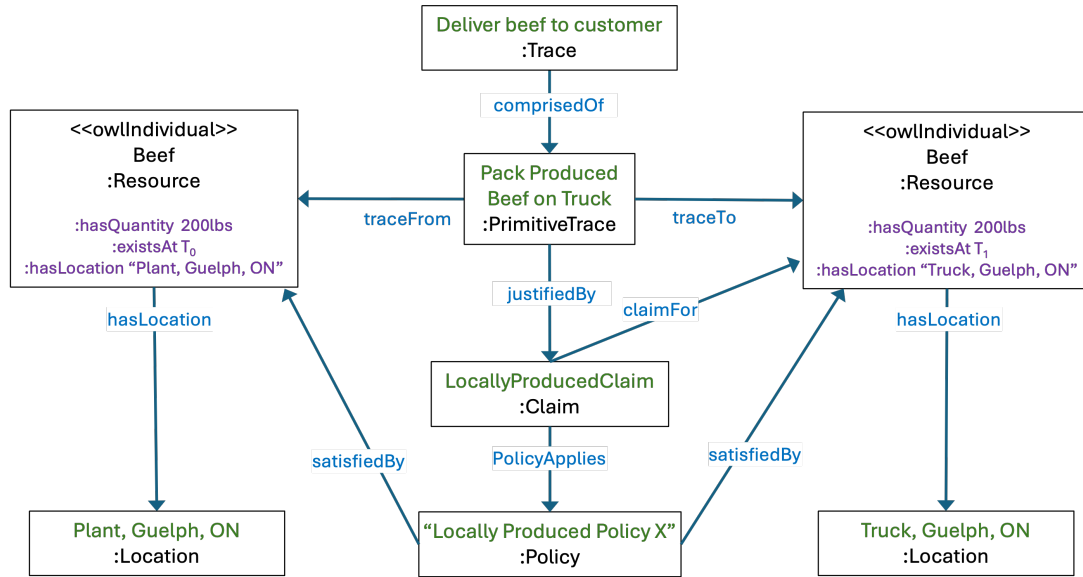 Deliver beef to customer
:Trace
comprisedOf
<<owlIndividual>>
Beef
:Resource
:hasQuantity 200lbs
:existsAt T₀
:hasLocation “Plant, Guelph, ON”
Pack Produced
Beef on Truck
:PrimitiveTrace
<<owlIndividual>>
Beef
:Resource
:hasQuantity 200lbs
:existsAt T₁
:hasLocation “Truck, Guelph, ON”
traceFrom
traceTo
hasLocation
justifiedBy
claimFor
hasLocation
LocallyProducedClaim
:Claim
satisfiedBy
PolicyApplies
satisfiedBy
Plant, Guelph, ON
:Location
“Locally Produced Policy X”
:Policy
Truck, Guelph, ON
:Location